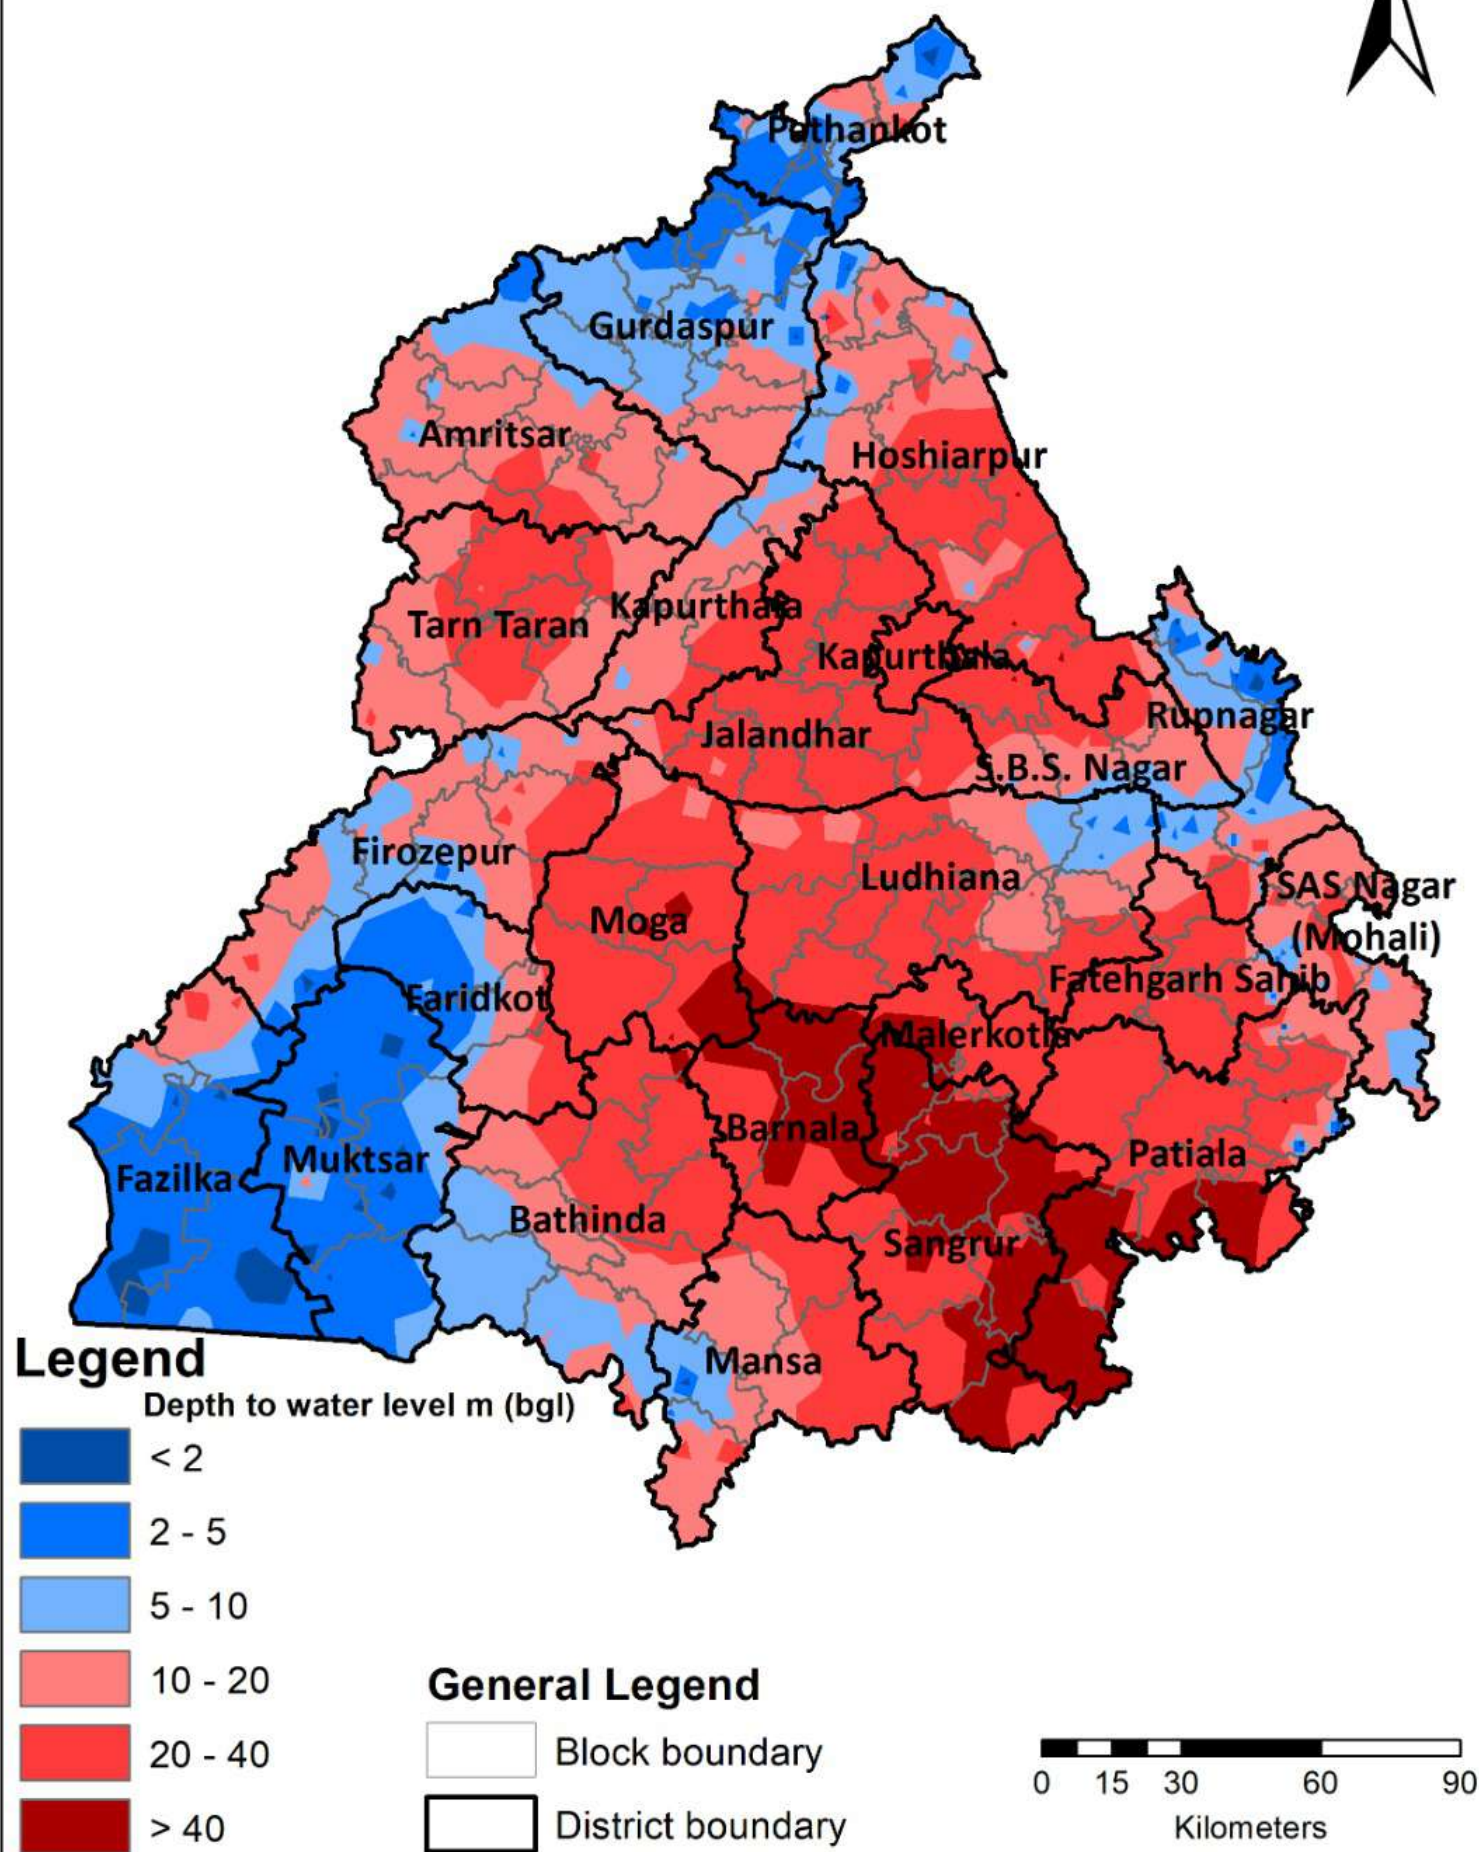 Pathankot
Gurdaspur
Amritsar
Hoshiarpur
Tarn Taran
Kapurthala
Kapurthala
Jalandhar
Rupnagar
S.B.S. Nagar
Firozepur
Ludhiana
SAS Nagar
(Mohali)
Moga
Fatehgarh Sahib
Faridkot
Malerkotla
Barnala
Patiala
Muktsar
Fazilka
Bathinda
Sangrur
Mansa
Legend
Depth to water level m (bgl)
< 2
2 - 5
5 - 10
10 - 20
20 - 40
> 40
General Legend
Block boundary
District boundary
0 15 30 60 90
Kilometers